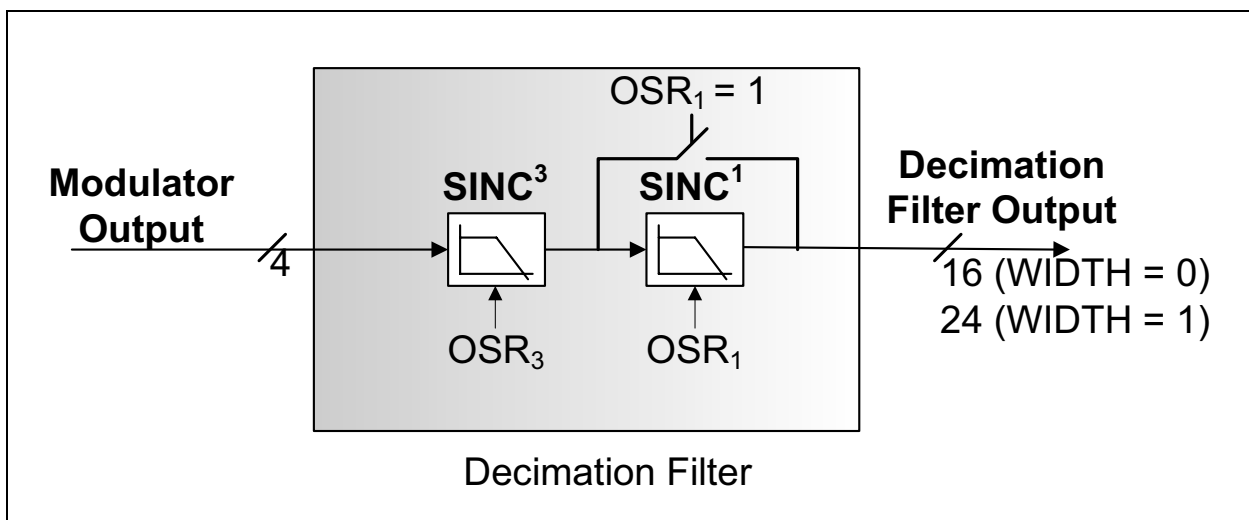 OSR₁ = 1
Modulator
Output
4
SINC³
SINC¹
OSR₃
OSR₁
Decimation
Filter Output
16 (WIDTH = 0)
24 (WIDTH = 1)
Decimation Filter